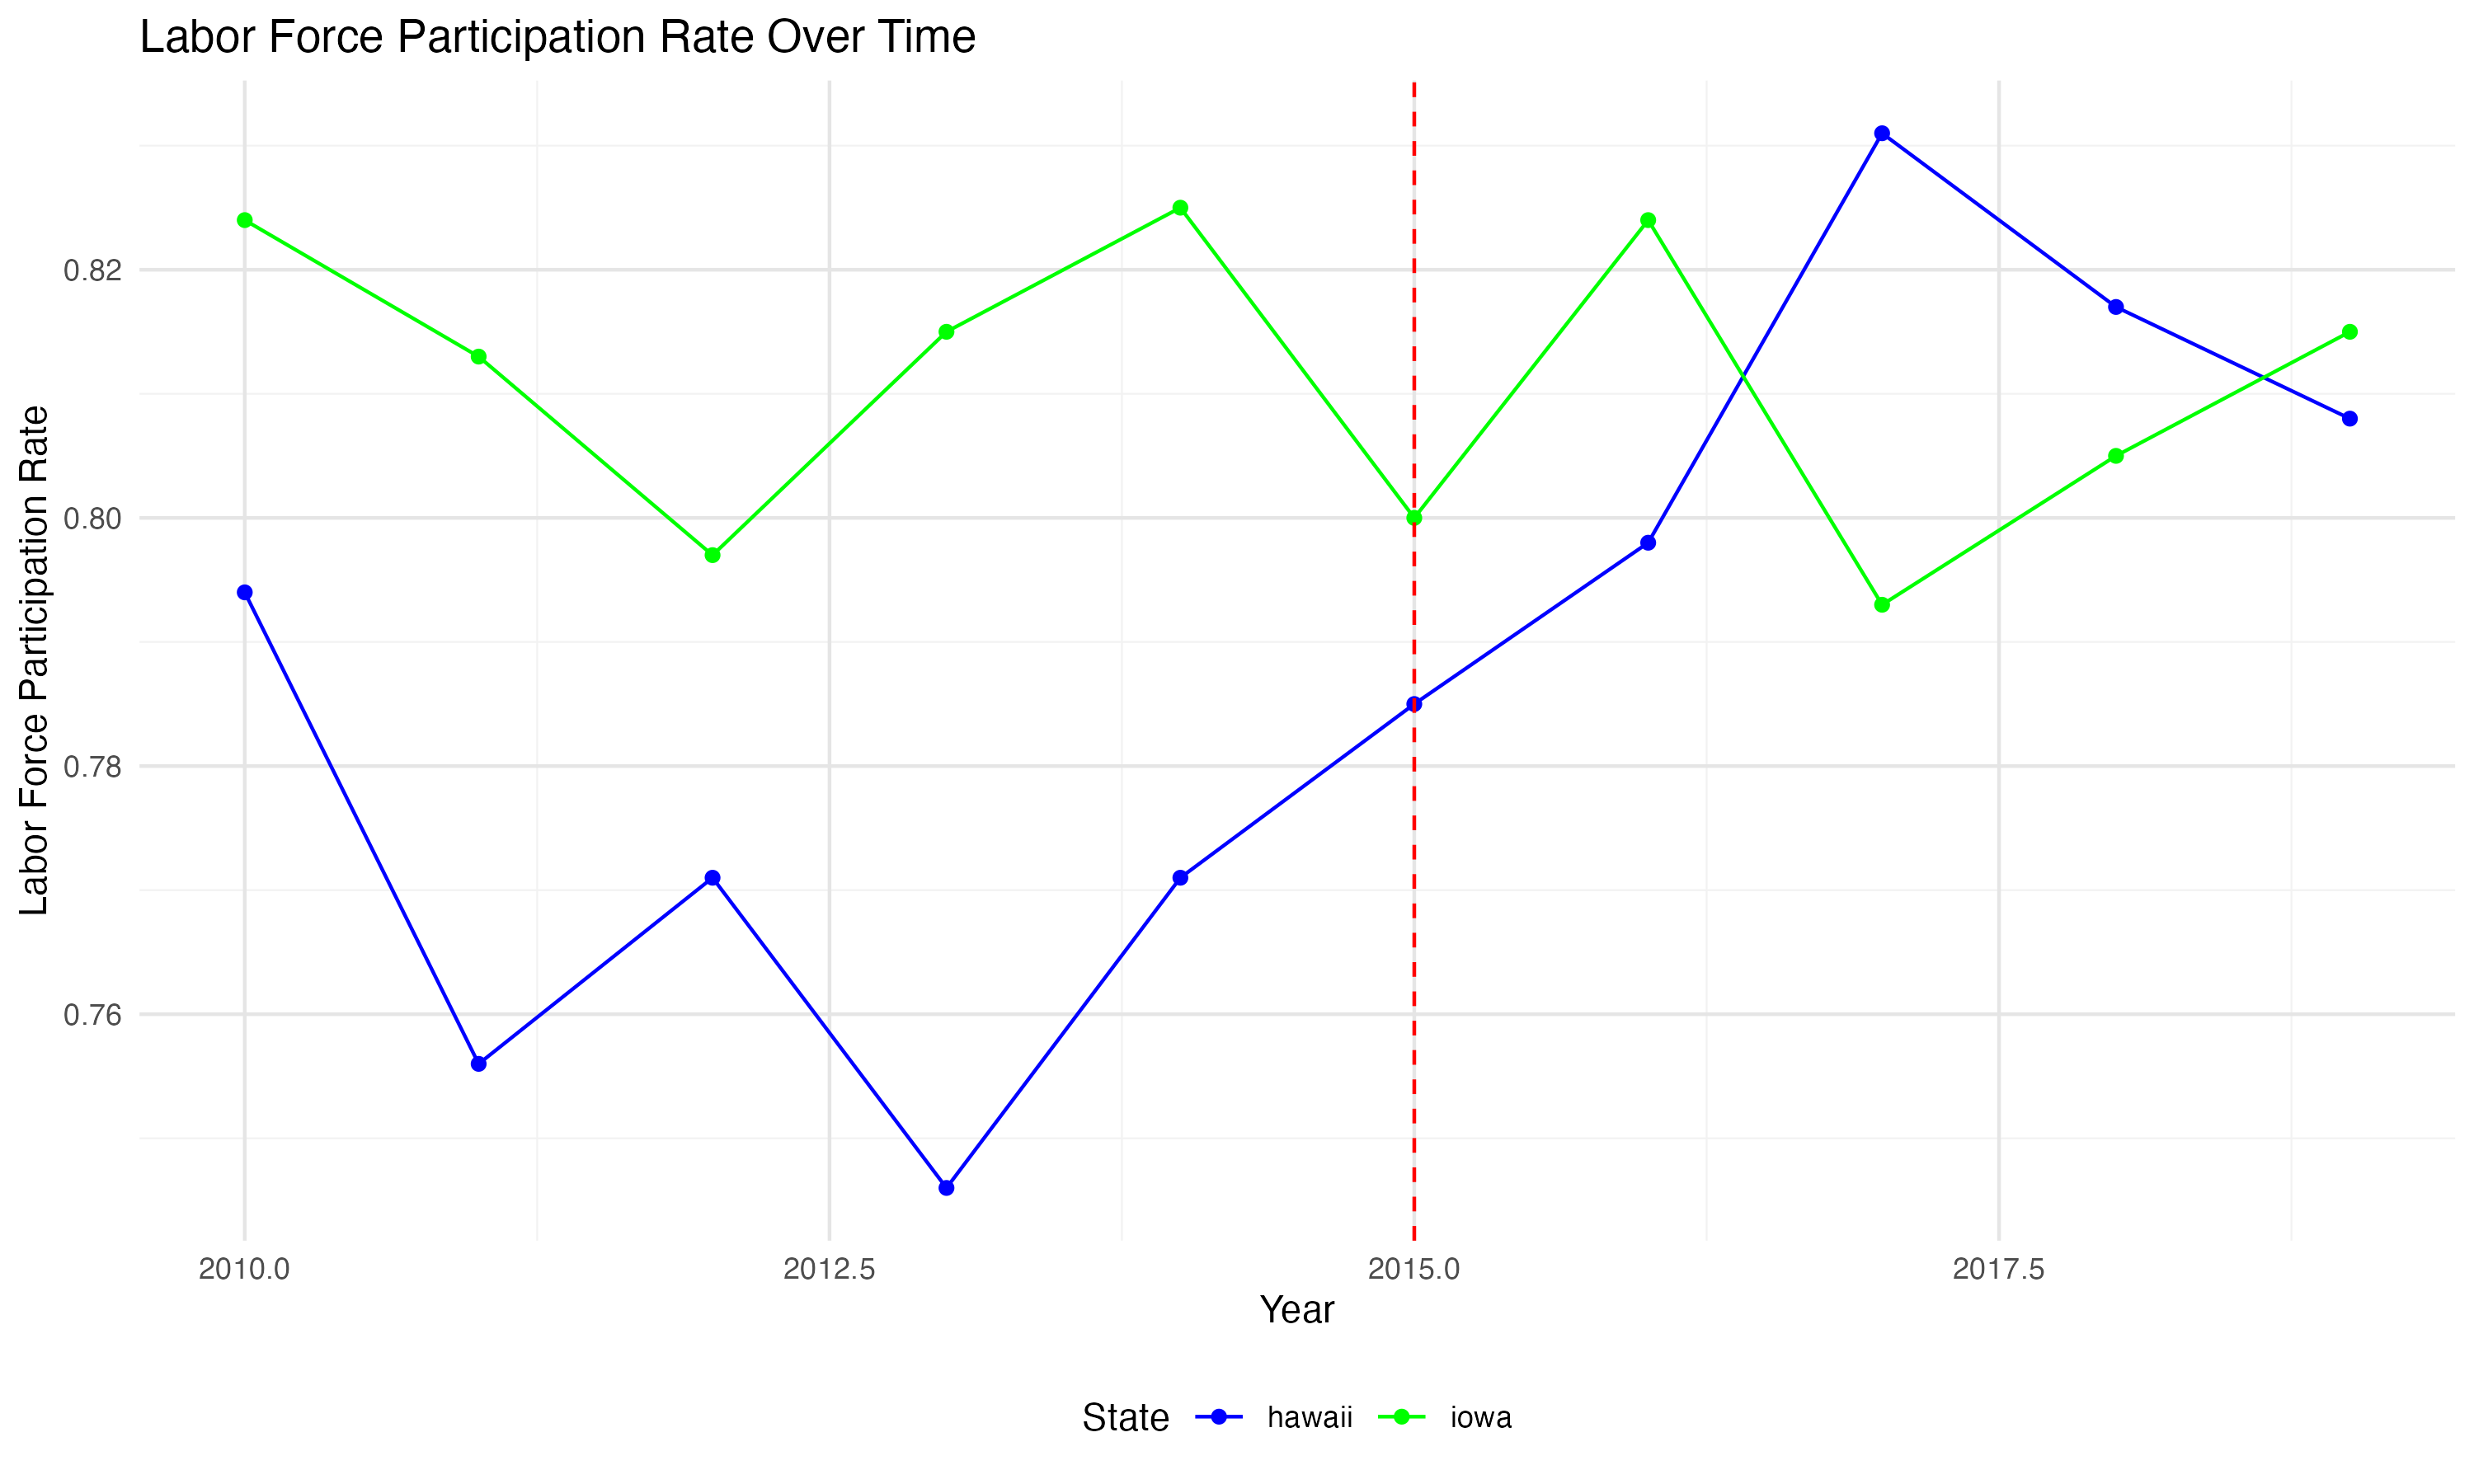 Labor Force Participation Rate Over Time
Labor Force Participation Rate
0.82
0.80
0.78
0.76
2010.0
2012.5
2015.0
2017.5
Year
State
hawaii
iowa